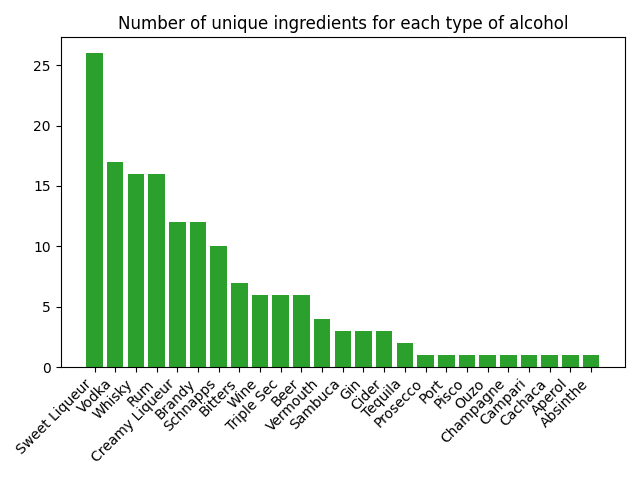 Number of unique ingredients for each type of alcohol
25
20
15
10
5
0
Sweet Liqueur
Vodka
Whisky
Rum
Creamy Liqueur
Brandy
Schnapps
Bitters
Wine
Triple Sec
Beer
Vermouth
Sambuca
Gin
Cider
Tequila
Prosecco
Port
Pisco
Ouzo
Champagne
Campari
Cachaca
Aperol
Absinthe